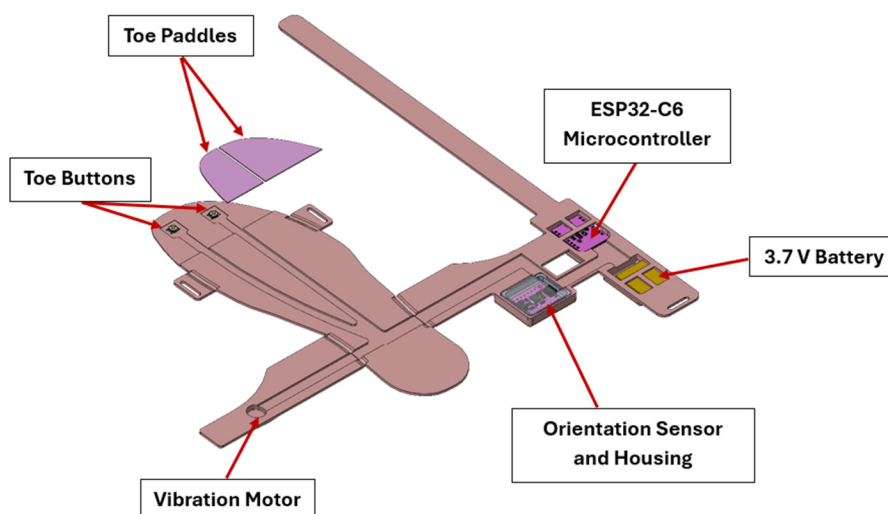 Toe Paddles
ESP32-C6
Microcontroller
Toe Buttons
3.7 V Battery
Orientation Sensor
and Housing
Vibration Motor